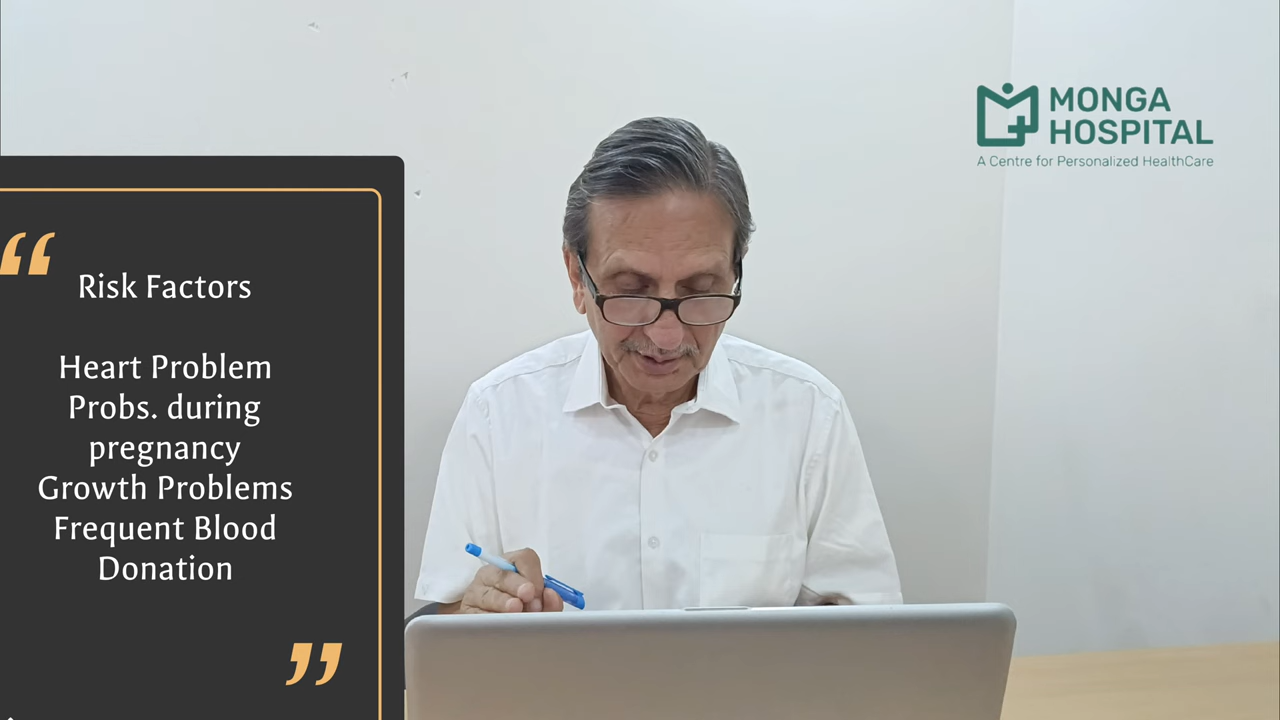 “
Risk Factors
Heart Problem
Probs. during
pregnancy
Growth Problems
Frequent Blood
Donation
”
MONGA
HOSPITAL
A Centre for Personalized HealthCare